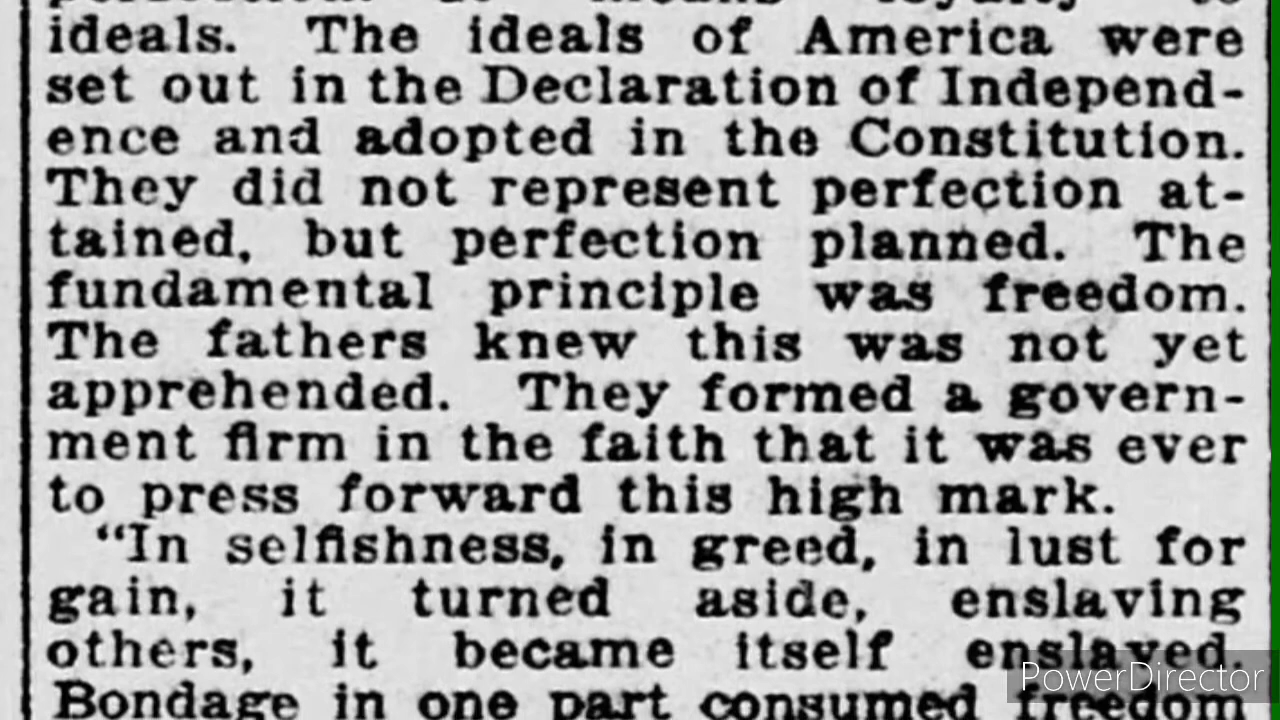 ideals. The ideals of America were
set out in the Declaration of Independ-
ence and adopted in the Constitution.
They did not represent perfection at-
tained, but perfection planned. The
fundamental principle was freedom.
The fathers knew this was not yet
apprehended. They formed a govern-
ment firm in the faith that it was ever
to press forward this high mark.
“In selfishness, in greed, in lust for
gain, it turned aside, enslaving
others, it became itself enslaved.
Bondage in one part consumed freedom
PowerDirector